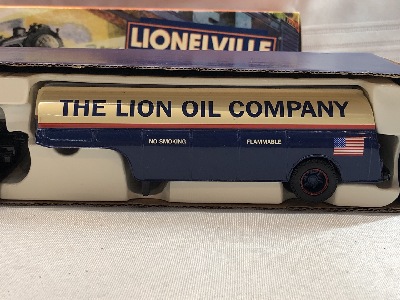 LIONELVILLE
THE LION OIL COMPANY
NO SMOKING FLAMMABLE